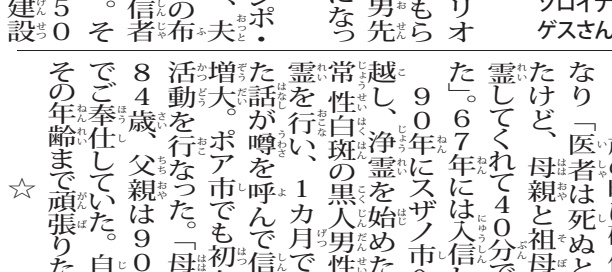 ソロイナ
ゲスさん
リオ
もら
男先
になっ
ンポ・
、夫
の布
信者
。そ
50
建設
なり「医者は死ぬと
たけど、母親と祖母
霊してくれて40分で
た」。67年には入信し
90年にスザノ市
越し、浄霊を始めた
常性白斑の黒人男性
霊を行い、1カ月で
た話が噂を呼んで信
増大。ポア市でも初
活動を行なった。「母
84歳、父親は90
でご奉仕していた。自
その年齢まで頑張りた
☆